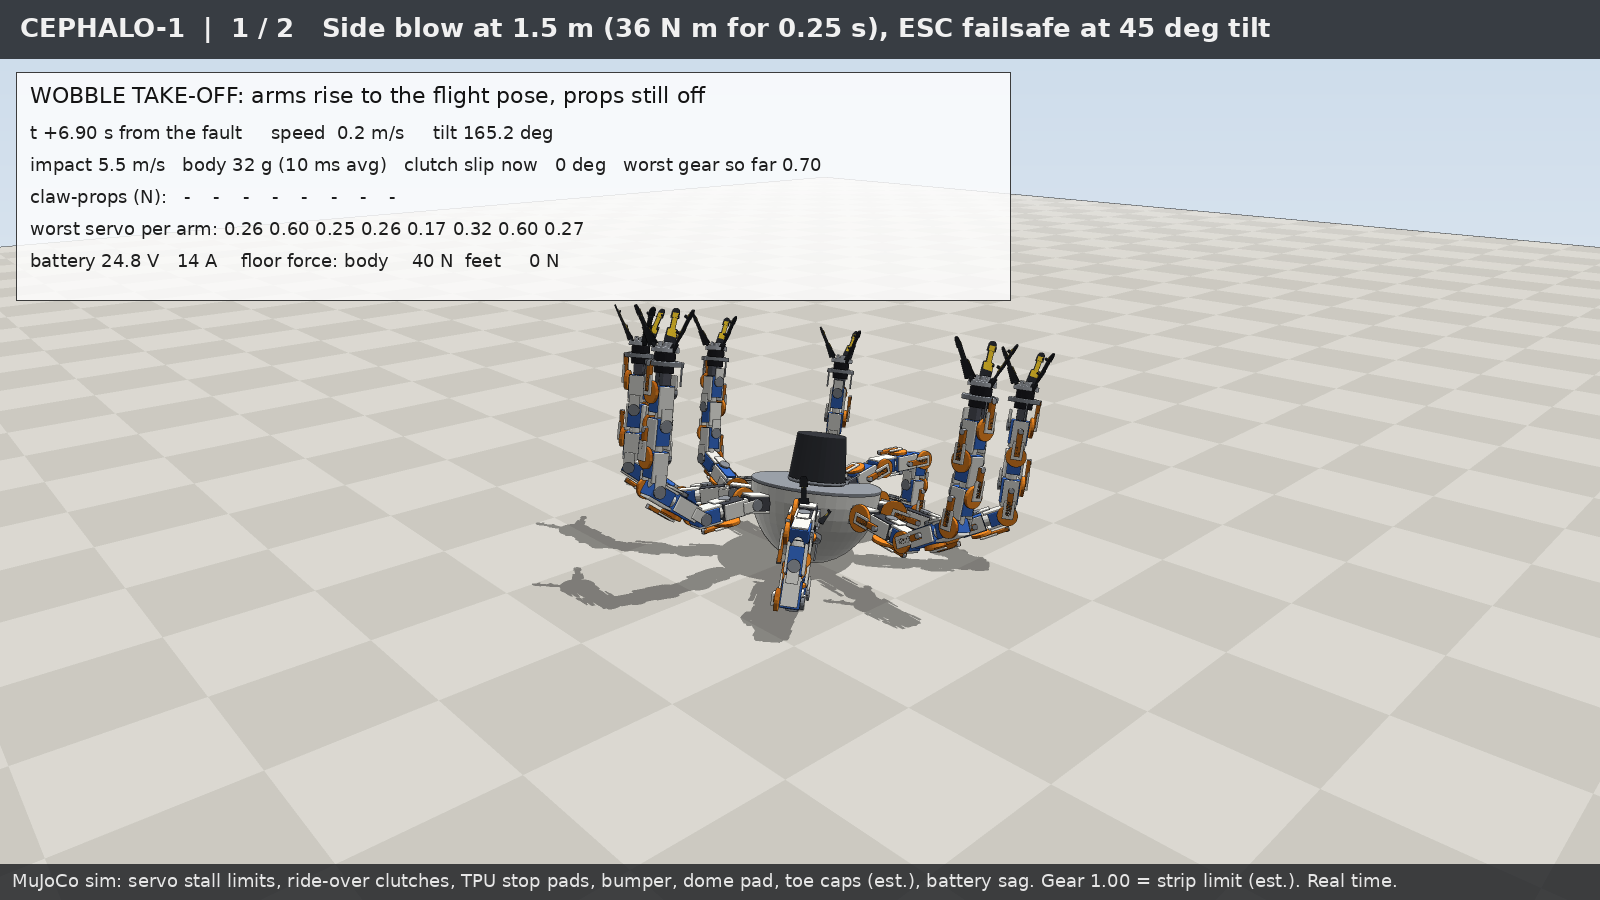 CEPHALO-1 | 1 / 2 Side blow at 1.5 m (36 N m for 0.25 s), ESC failsafe at 45 deg tilt
WOBBLE TAKE-OFF: arms rise to the flight pose, props still off
t +6.90 s from the fault speed 0.2 m/s tilt 165.2 deg
impact 5.5 m/s body 32 g (10 ms avg) clutch slip now 0 deg worst gear so far 0.70
claw-props (N): - - - - - - - -
worst servo per arm: 0.26 0.60 0.25 0.26 0.17 0.32 0.60 0.27
battery 24.8 V 14 A floor force: body 40 N feet 0 N
MuJoCo sim: servo stall limits, ride-over clutches, TPU stop pads, bumper, dome pad, toe caps (est.), battery sag. Gear 1.00 = strip limit (est.). Real time.